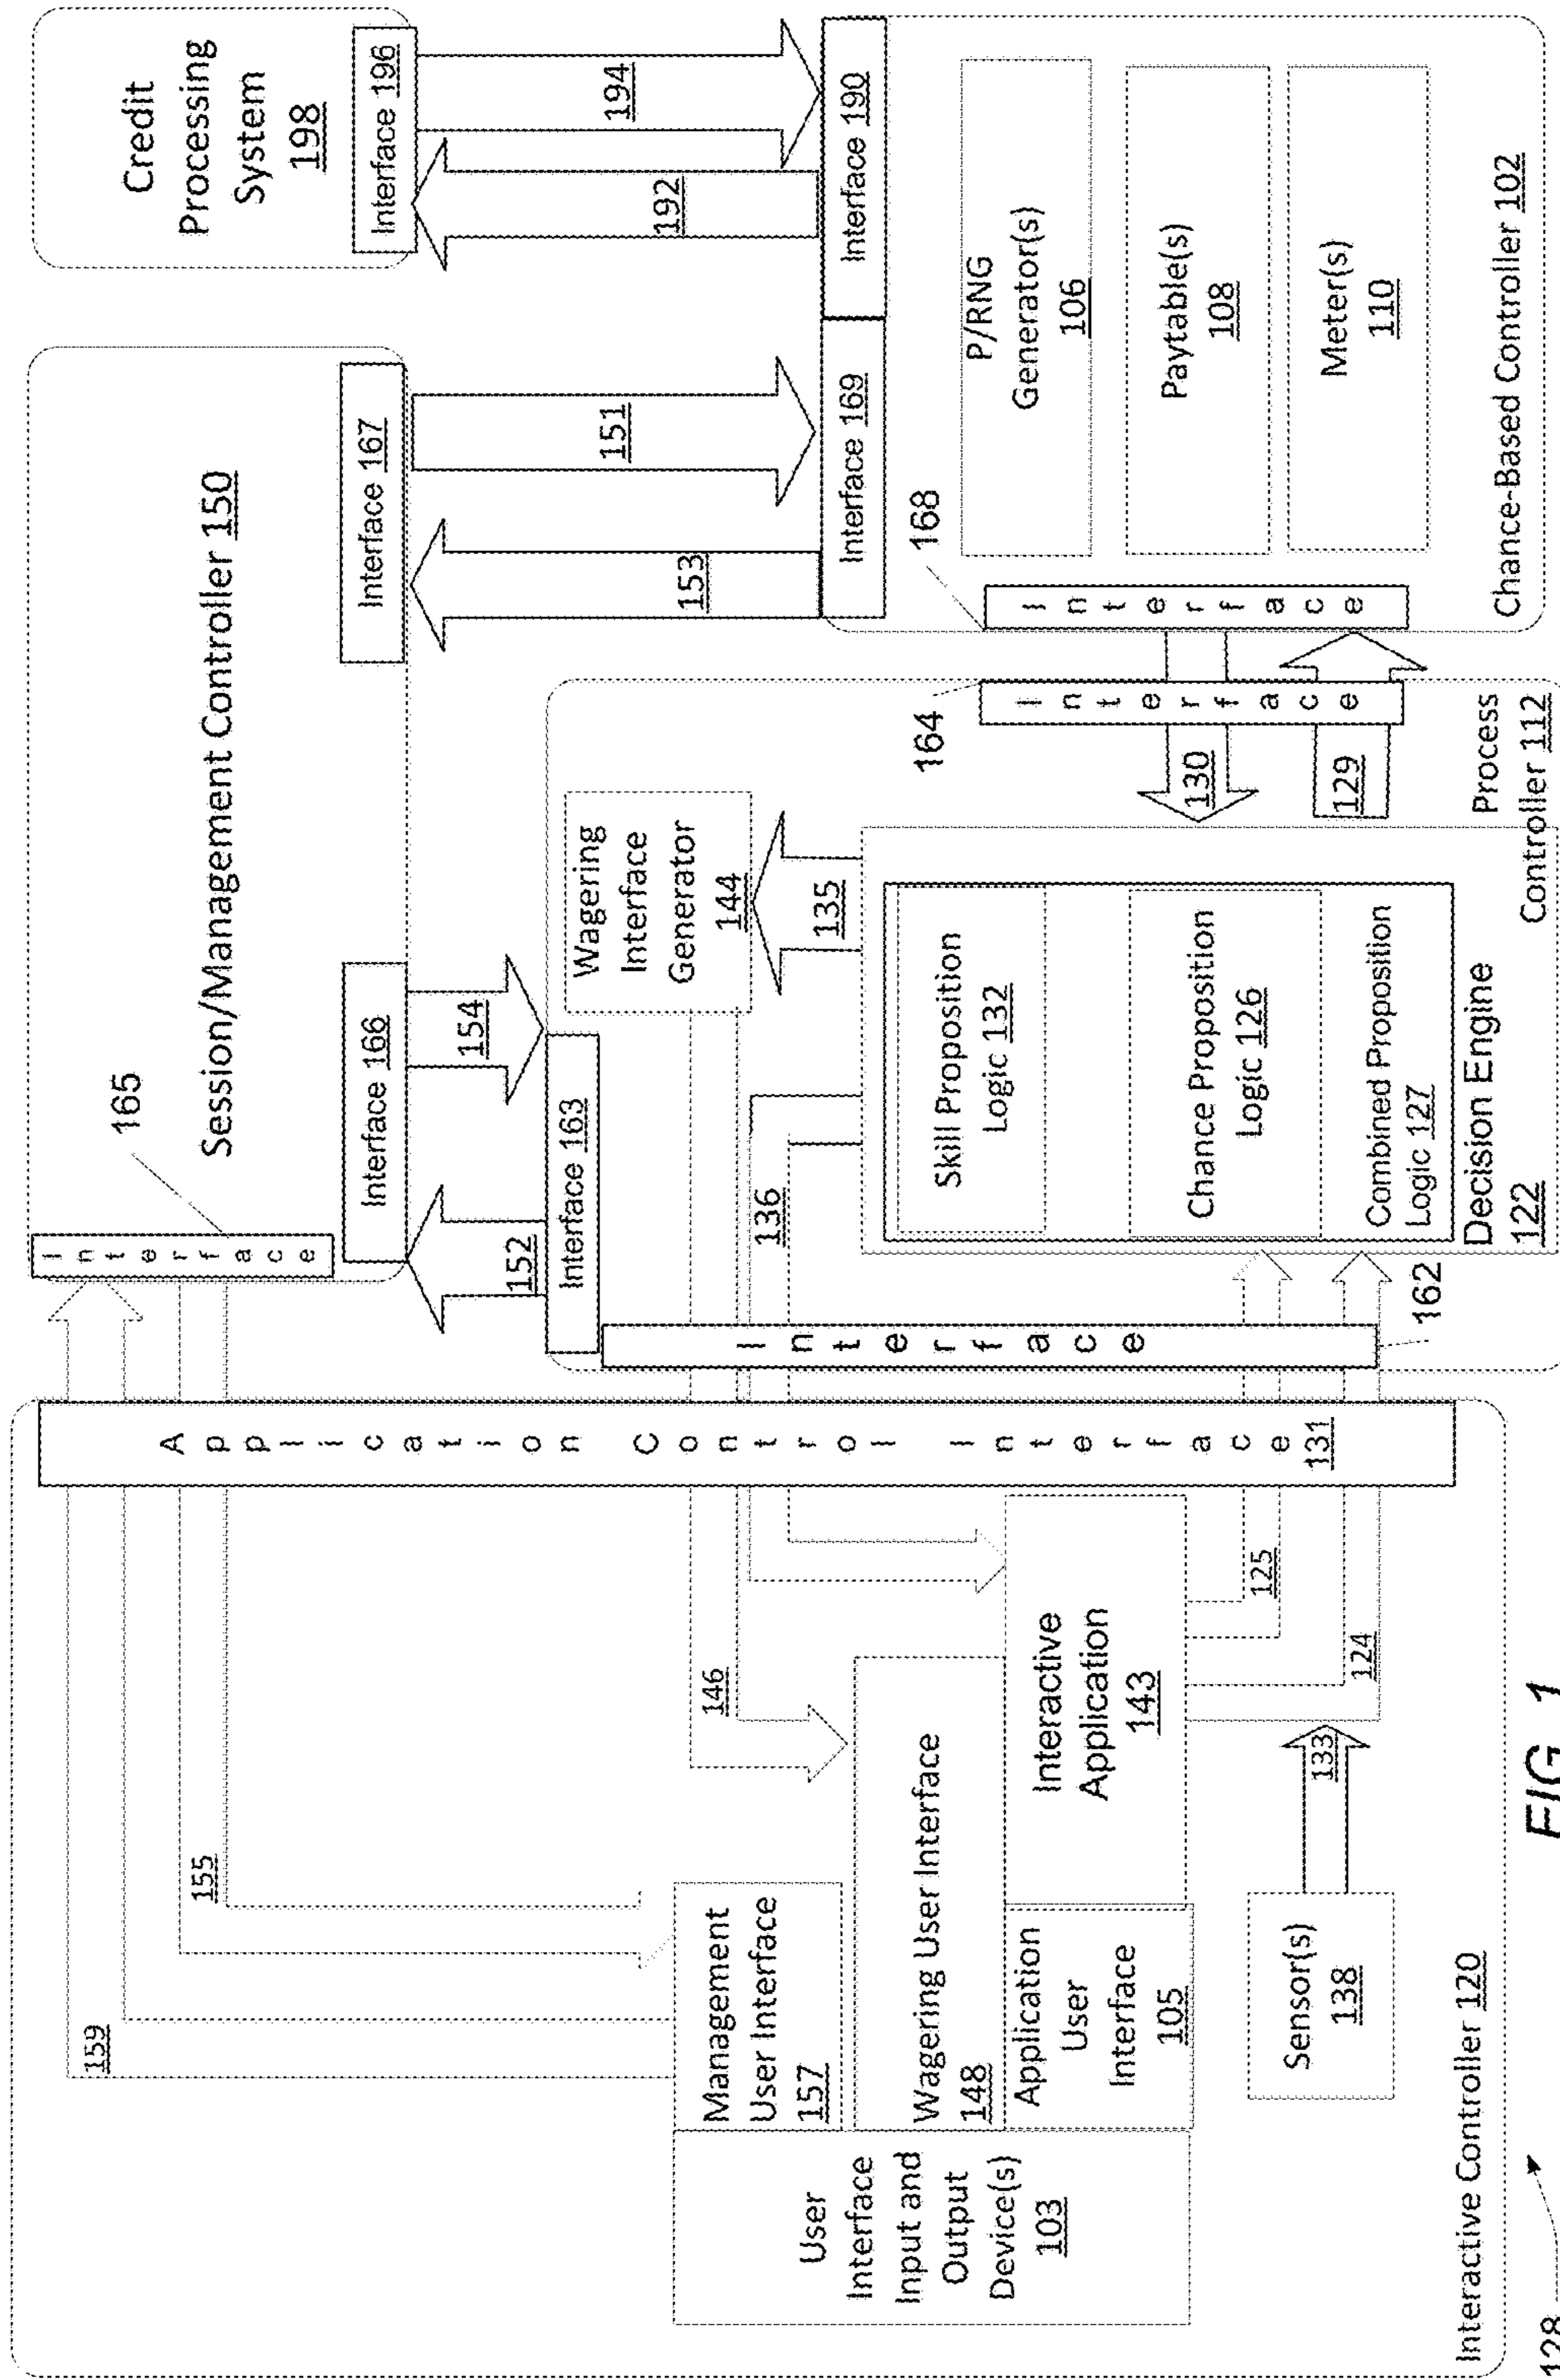 159
155
165
Session/Management Controller 150
Interface
Interface 166
Interface 167
152
154
153
151
Credit
Processing
System
198
Interface 196
192
194
Interface 163
Interface 169
Interface 190
Application Control Interface
131
Interface
162
146
136
Wagering
Interface
Generator
144
135
User
Interface
Input and
Output
Device(s)
103
Management
User Interface
157
Wagering User Interface
148
Application
User
Interface
105
Interactive
Application
143
125
124
133
Sensor(s)
138
Interactive Controller 120
Skill Proposition
Logic 132
Chance Proposition
Logic 126
Combined Proposition
Logic 127
Decision Engine
122
130
129
164
Interface
168
Interface
Process
Controller 112
P/RNG
Generator(s)
106
Paytable(s)
108
Meter(s)
110
Chance-Based Controller 102
128
FIG. 1